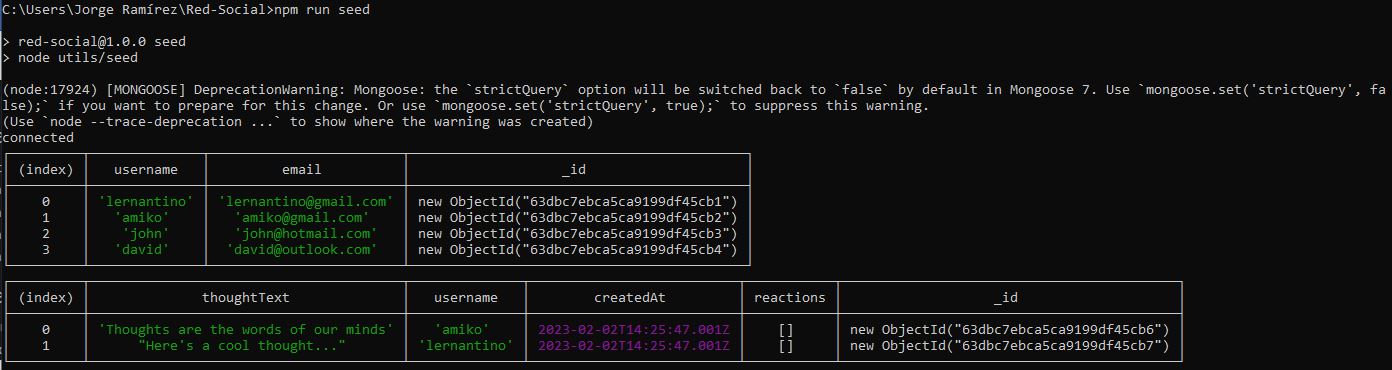 C:\Users\Jorge Ramírez\Red-Social>npm run seed
> red-social@1.0.0 seed
> node utils/seed
(node:17924) [MONGOOSE] DeprecationWarning: Mongoose: the `strictQuery` option will be switched back to `false` by default in Mongoose 7. Use `mongoose.set('strictQuery', fa
lse);` if you want to prepare for this change. Or use `mongoose.set('strictQuery', true);` to suppress this warning.
(Use `node --trace-deprecation ...` to show where the warning was created)
connected
(index) username email _id
0 'lernantino' 'lernantino@gmail.com' new ObjectId("63dbc7ebca5ca9199df45cb1")
1 'amiko' 'amiko@gmail.com' new ObjectId("63dbc7ebca5ca9199df45cb2")
2 'john' 'john@hotmail.com' new ObjectId("63dbc7ebca5ca9199df45cb3")
3 'david' 'david@outlook.com' new ObjectId("63dbc7ebca5ca9199df45cb4")
(index) thoughtText username createdAt reactions _id
0 'Thoughts are the words of our minds' 'amiko' 2023-02-02T14:25:47.001Z [] new ObjectId("63dbc7ebca5ca9199df45cb6")
1 "Here's a cool thought..." 'lernantino' 2023-02-02T14:25:47.001Z [] new ObjectId("63dbc7ebca5ca9199df45cb7")